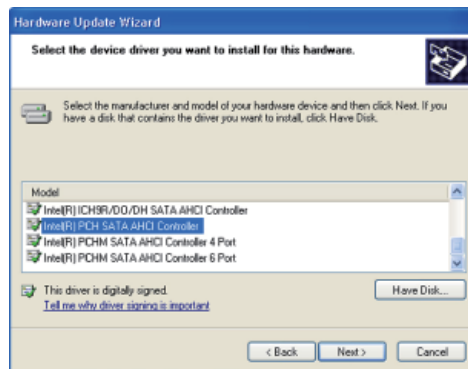 Hardware Update Wizard
Select the device driver you want to install for this hardware.
Select the manufacturer and model of your hardware device and then click Next. If you
have a disk that contains the driver you want to install, click Have Disk.
Model
Intel(R) ICH9R/DO/DH SATA AHCI Controller
Intel(R) PCH SATA AHCI Controller
Intel(R) PCHM SATA AHCI Controller 4 Port
Intel(R) PCHM SATA AHCI Controller 6 Port
This driver is digitally signed.
Tell me why driver signing is important
Have Disk...
< Back
Next >
Cancel